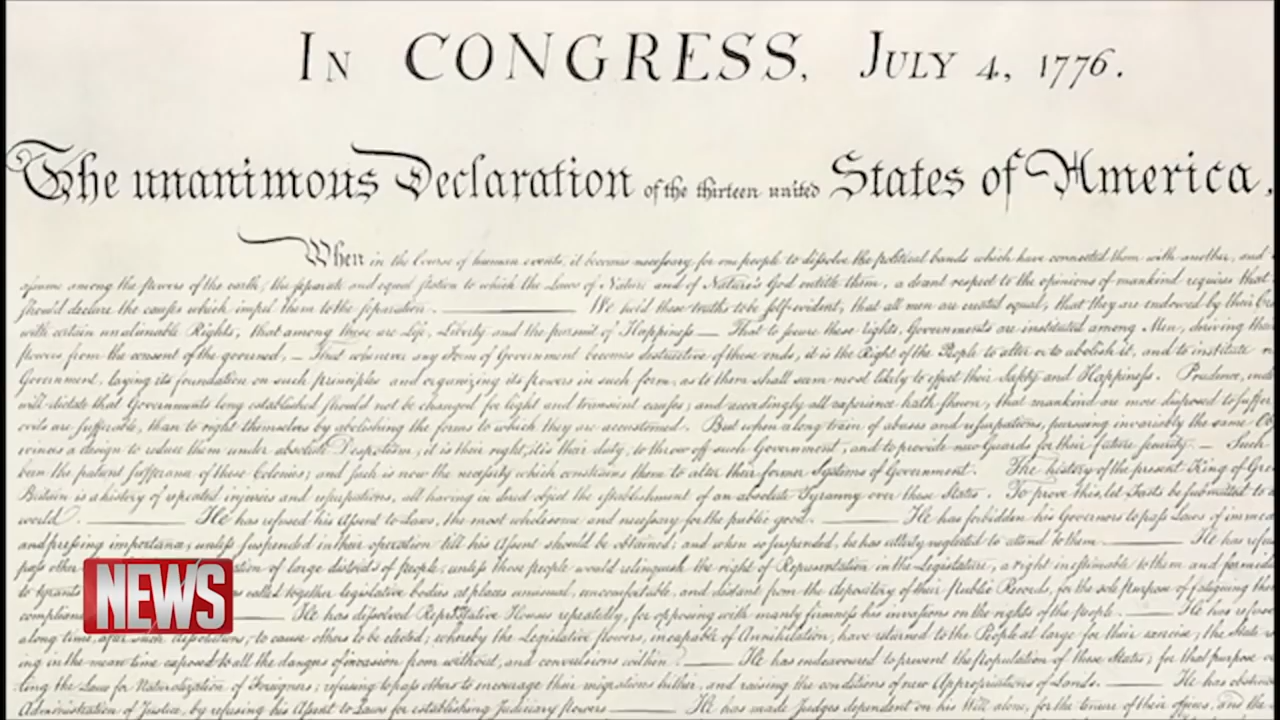 IN CONGRESS, JULY 4, 1776.
The unanimous Declaration of the thirteen united States of America,
When in the Course of human events, it becomes necessary for one people to dissolve the political bands which have connected them with another, and
assume among the powers of the earth, the separate and equal station to which the Laws of Nature and of Nature's God entitle them, a decent respect to the opinions of mankind requires that
should declare the causes which impel them to the separation. We hold these truths to be self-evident, that all men are created equal, that they are endowed by their
with certain unalienable Rights, that among these are Life, Liberty and the pursuit of Happiness — That to secure these rights, Governments are instituted among Men, deriving
powers from the consent of the governed, — That whenever any Form of Government becomes destructive of these ends, it is the Right of the People to alter or to abolish it, and to institute
Government, laying its foundation on such principles and organizing its powers in such form, as to them shall seem most likely to effect their Safety and Happiness. Prudence,
will dictate that Governments long established should not be changed for light and transient causes; and accordingly all experience hath shewn, that mankind are more disposed to suffer
evils are sufferable, than to right themselves by abolishing the forms to which they are accustomed. But when a long train of abuses and usurpations, pursuing invariably the same
evinces a design to reduce them under absolute Despotism, it is their right, it is their duty, to throw off such Government, and to provide new Guards for their future security. — Such
been the patient sufferance of these Colonies; and such is now the necessity which constrains them to alter their former Systems of Government. The history of the present King of
Britain is a history of repeated injuries and usurpations, all having in direct object the establishment of an absolute Tyranny over these States. To prove this, let Facts be submitted to a
world. He has refused his Assent to Laws, the most wholesome and necessary for the public good. He has forbidden his Governors to pass Laws of
and pressing importance, unless suspended in their operation till his Assent should be obtained; and when so suspended, he has utterly neglected to attend to them. He has
pass other of large districts of people, unless those people would relinquish the right of Representation in the Legislature, a right inestimable to them and
to tyrants called together legislative bodies at places unusual, uncomfortable, and distant from the depository of their Public Records, for the sole purpose of fatiguing
compliance He has dissolved Representative Houses repeatedly, for opposing with manly firmness his invasions on the rights of the people. He has
along time, after such dissolutions, to cause others to be elected; whereby the Legislative powers, incapable of Annihilation, have returned to the People at large for their exercise; the State
ing in the mean time exposed to all the dangers of invasion from without, and convulsions within. He has endeavoured to prevent the population of these States; for that purpose
ting the Laws for Naturalization of Foreigners; refusing to pass others to encourage their migrations hither, and raising the conditions of new Appropriations of Lands. He has
Administration of Justice, by refusing his Assent to Laws for establishing Judiciary powers He has made Judges dependent on his Will alone, for the tenure of their offices, and the
NEWS